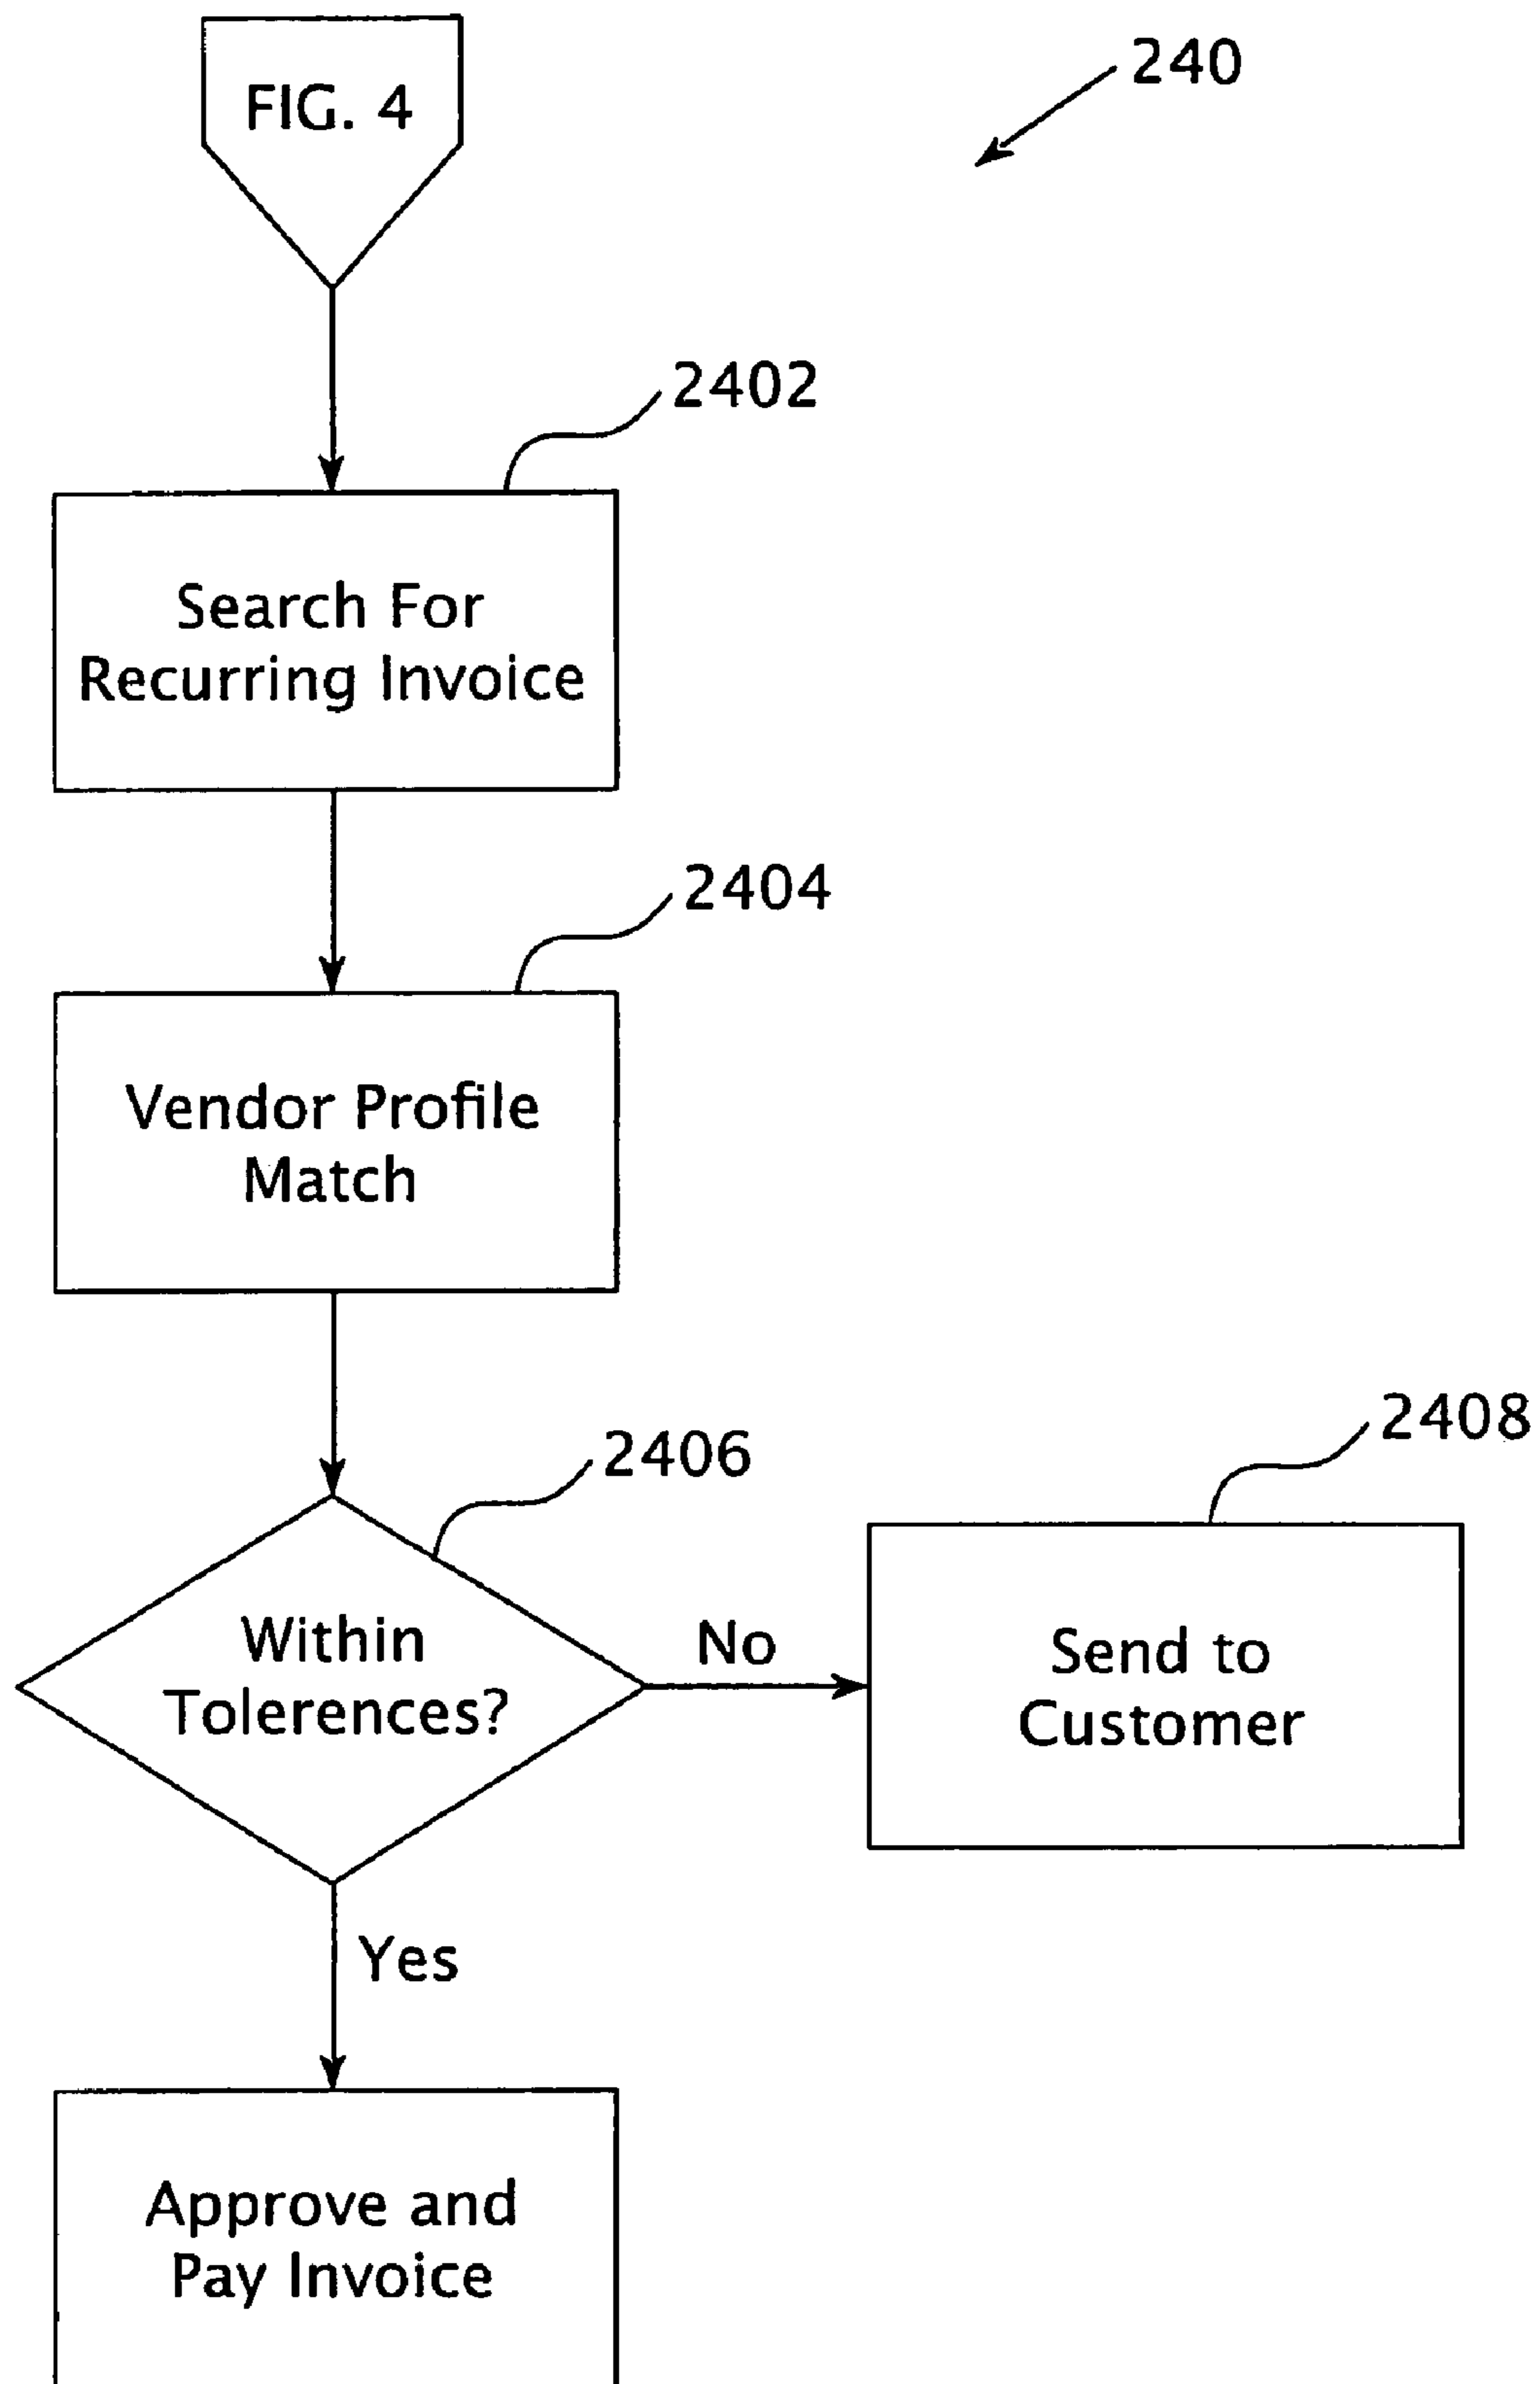 FIG. 4
240
2402
Search For
Recurring Invoice
2404
Vendor Profile
Match
2406
Within
Tolerences?
No
2408
Send to
Customer
Yes
Approve and
Pay Invoice